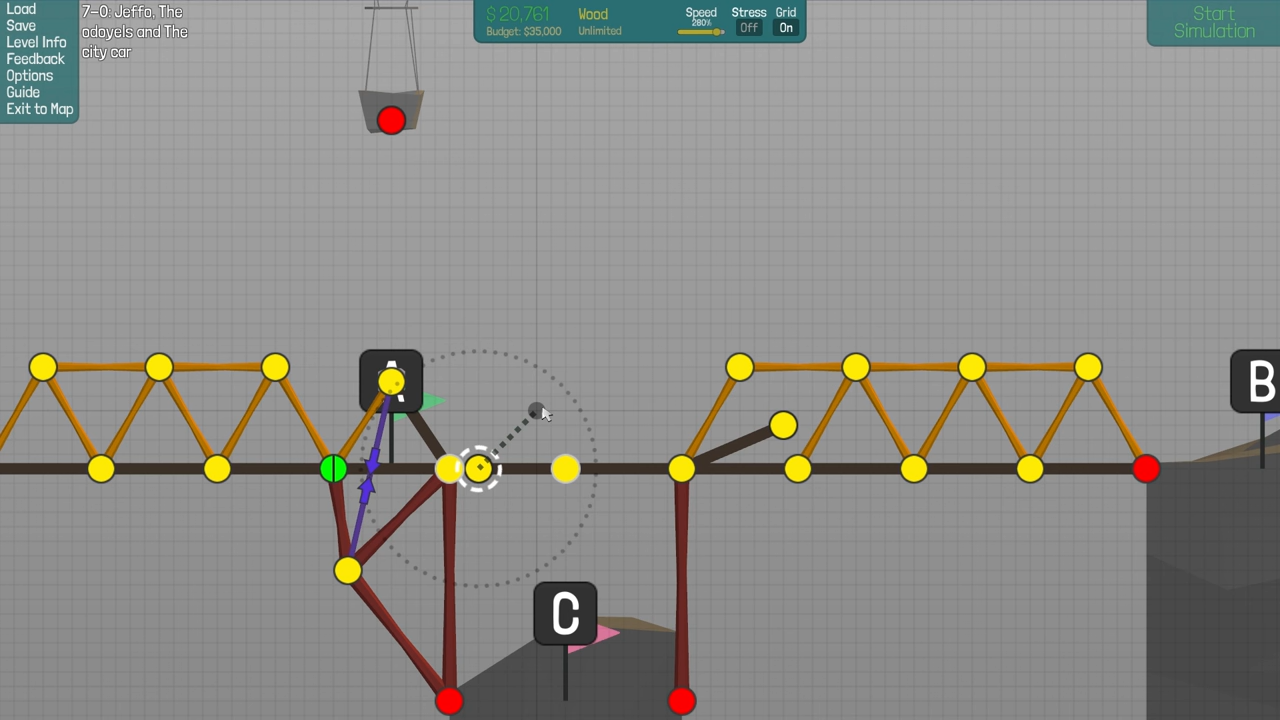 Load
Save
Level Info
Feedback
Options
Guide
Exit to Map
7-0: Jeffo, The
odoyels and The
city car
$ 20,761
Budget: $35,000
Wood
Unlimited
Speed
280%
Stress
Off
Grid
On
Start
Simulation
A
B
C